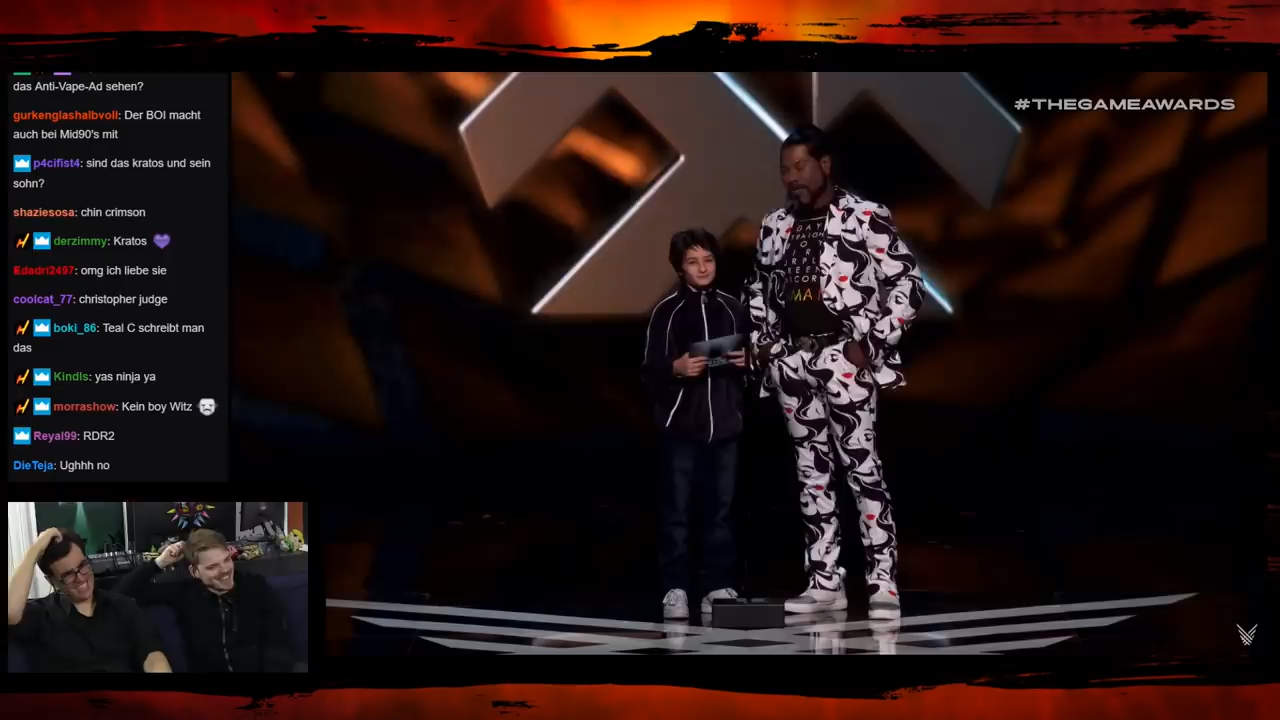 das Anti-Vape-Ad sehen?
gurkenglashalbvoll: Der BOI macht
auch bei Mid90's mit
p4cifist4: sind das kratos und sein
sohn?
shaziesosa: chin crimson
derzimmy: Kratos
Edadri2497: omg ich liebe sie
coolcat_77: christopher judge
boki_86: Teal C schreibt man
das
Kindls: yas ninja ya
morrashow: Kein boy Witz
Reyal99: RDR2
DieTeja: Ughhh no
#THEGAMEAWARDS
GAY